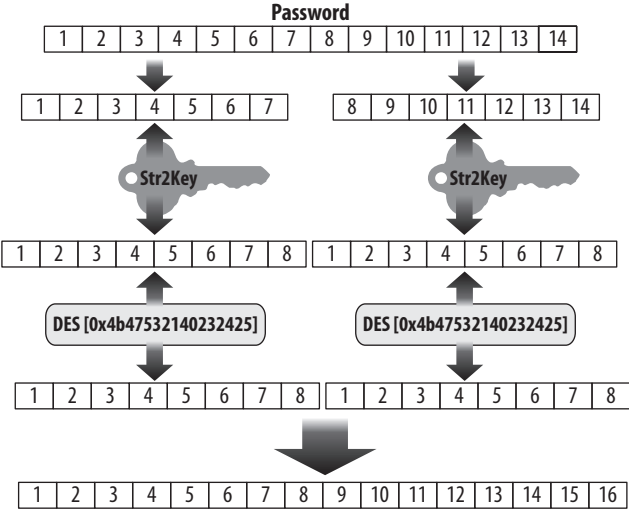 Password
1 2 3 4 5 6 7 8 9 10 11 12 13 14
1 2 3 4 5 6 7 8 9 10 11 12 13 14
Str2Key Str2Key
1 2 3 4 5 6 7 8 1 2 3 4 5 6 7 8
DES [0x4b47532140232425] DES [0x4b47532140232425]
1 2 3 4 5 6 7 8 1 2 3 4 5 6 7 8
1 2 3 4 5 6 7 8 9 10 11 12 13 14 15 16